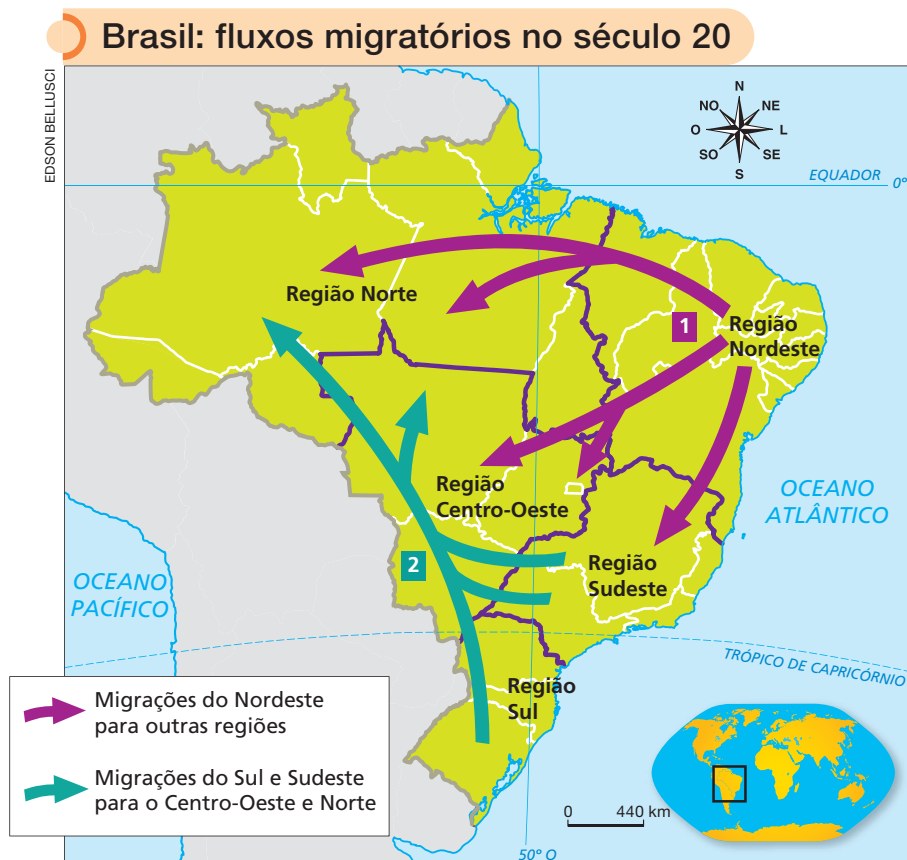 Brasil: fluxos migratórios no século 20
EDSON BELLUSCI
N
NO NE
O L
SO SE
S
EQUADOR 0º
Região Norte
1
Região
Nordeste
Região
Centro-Oeste
OCEANO
ATLÂNTICO
2
Região
Sudeste
OCEANO
PACÍFICO
TRÓPICO DE CAPRICÓRNIO
Região
Sul
Migrações do Nordeste
para outras regiões
Migrações do Sul e Sudeste
para o Centro-Oeste e Norte
0 440 km
50º O